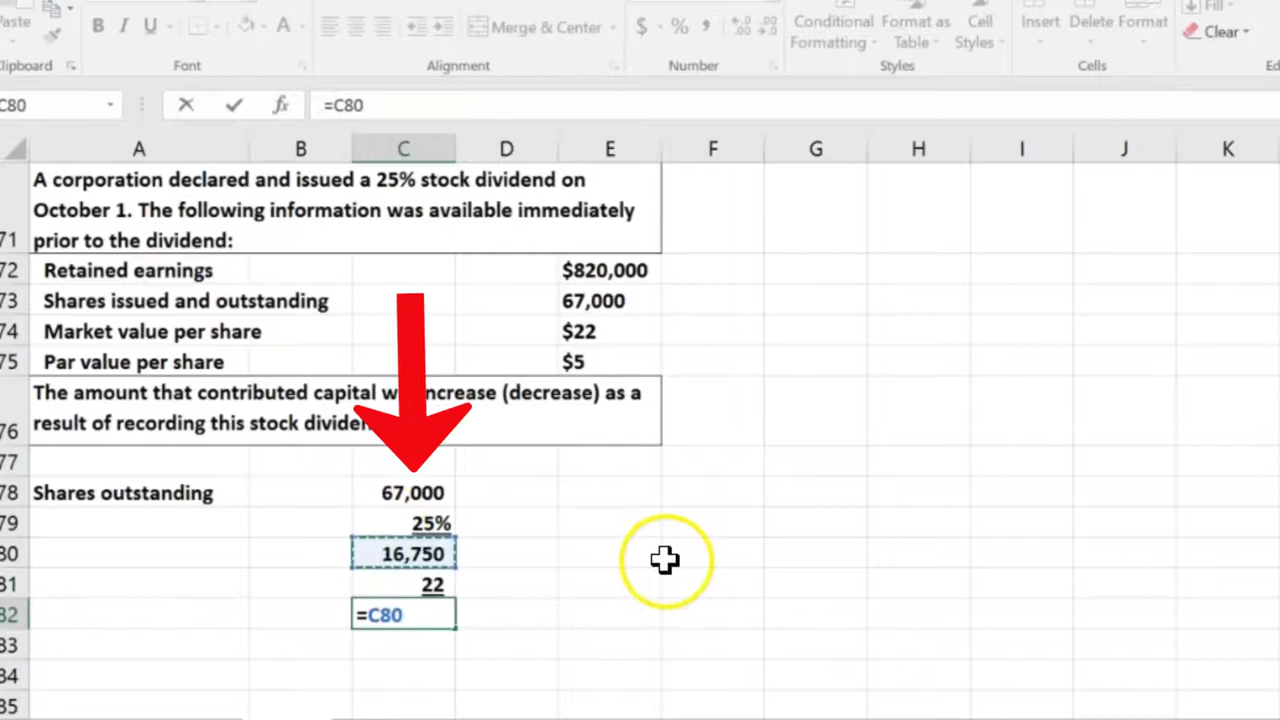 Paste
B I U
A
Merge & Center
$ %
Conditional Formatting
Format as Table
Cell Styles
Insert Delete Format
Fill
Clear
Clipboard
Font
Alignment
Number
Styles
Cells
Ed
C80
fx
=C80
A B C D E F G H I J K
A corporation declared and issued a 25% stock dividend on
October 1. The following information was available immediately
71 prior to the dividend:
72 Retained earnings $820,000
73 Shares issued and outstanding 67,000
74 Market value per share $22
75 Par value per share $5
The amount that contributed capital increase (decrease) as a
76 result of recording this stock
77
78 Shares outstanding 67,000
79 25%
80 16,750
81 22
82 =C80
83
84
85